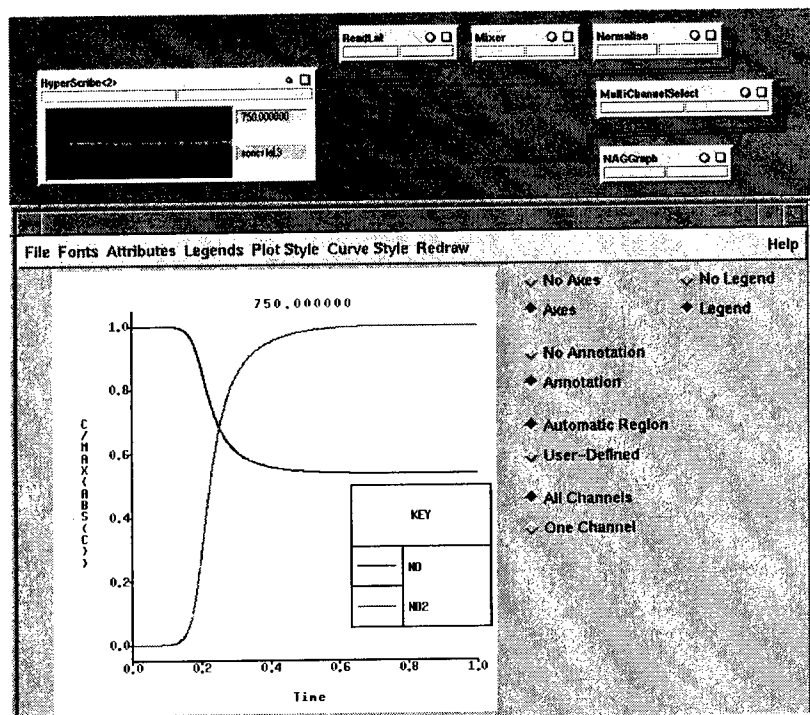 ReadLat
Mixer
Normalise
HyperScribe<2>
750.000000
MultiChannelSelect
NAGGraph
File Fonts Attributes Legends Plot Style Curve Style Redraw Help
No Axes
No Legend
Axes
Legend
No Annotation
Annotation
Automatic Region
User-Defined
All Channels
One Channel
750.000000
1.0
0.8
0.6
0.4
0.2
0.0
C/MAX(ABS(C))
KEY
NO
NO2
0.0 0.2 0.4 0.6 0.8 1.0
Time